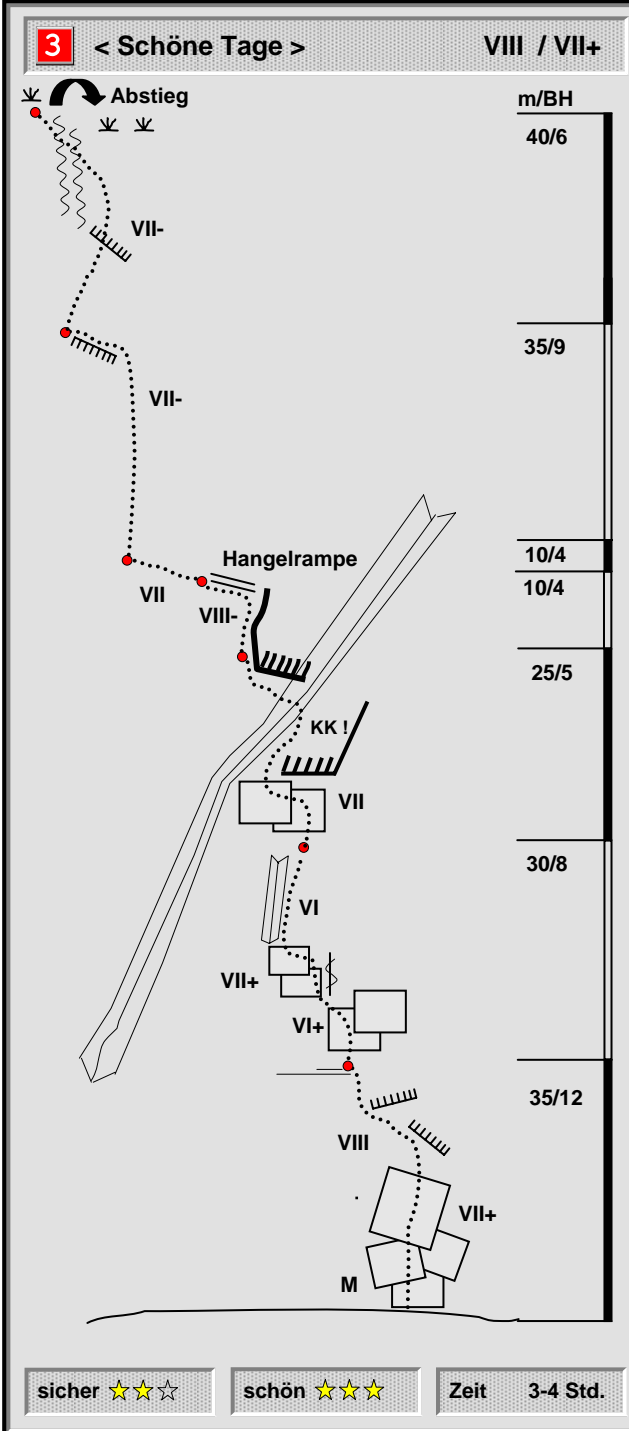 3 < Schöne Tage > VIII / VII+
Abstieg m/BH
40/6
VII-
35/9
VII-
10/4
Hangelrampe
10/4
VII
VIII-
25/5
KK !
VII
30/8
VI
VII+
VI+
35/12
VIII
VII+
M
sicher schön Zeit 3-4 Std.